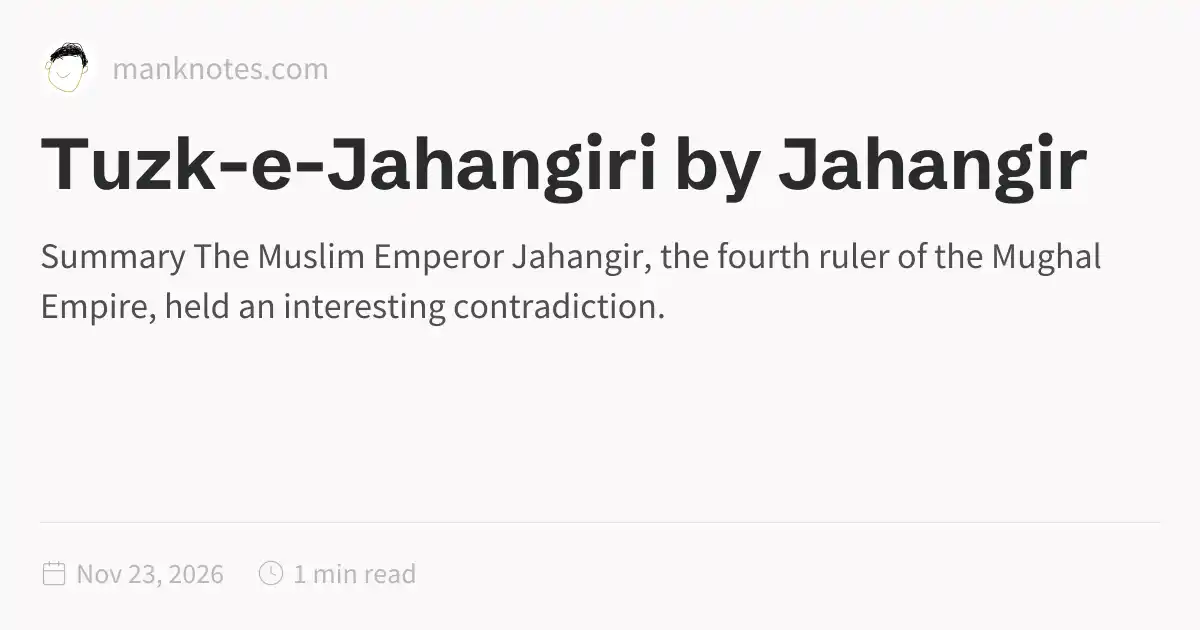 manknotes.com
Tuzk-e-Jahangiri by Jahangir
Summary The Muslim Emperor Jahangir, the fourth ruler of the Mughal
Empire, held an interesting contradiction.
Nov 23, 2026 1 min read